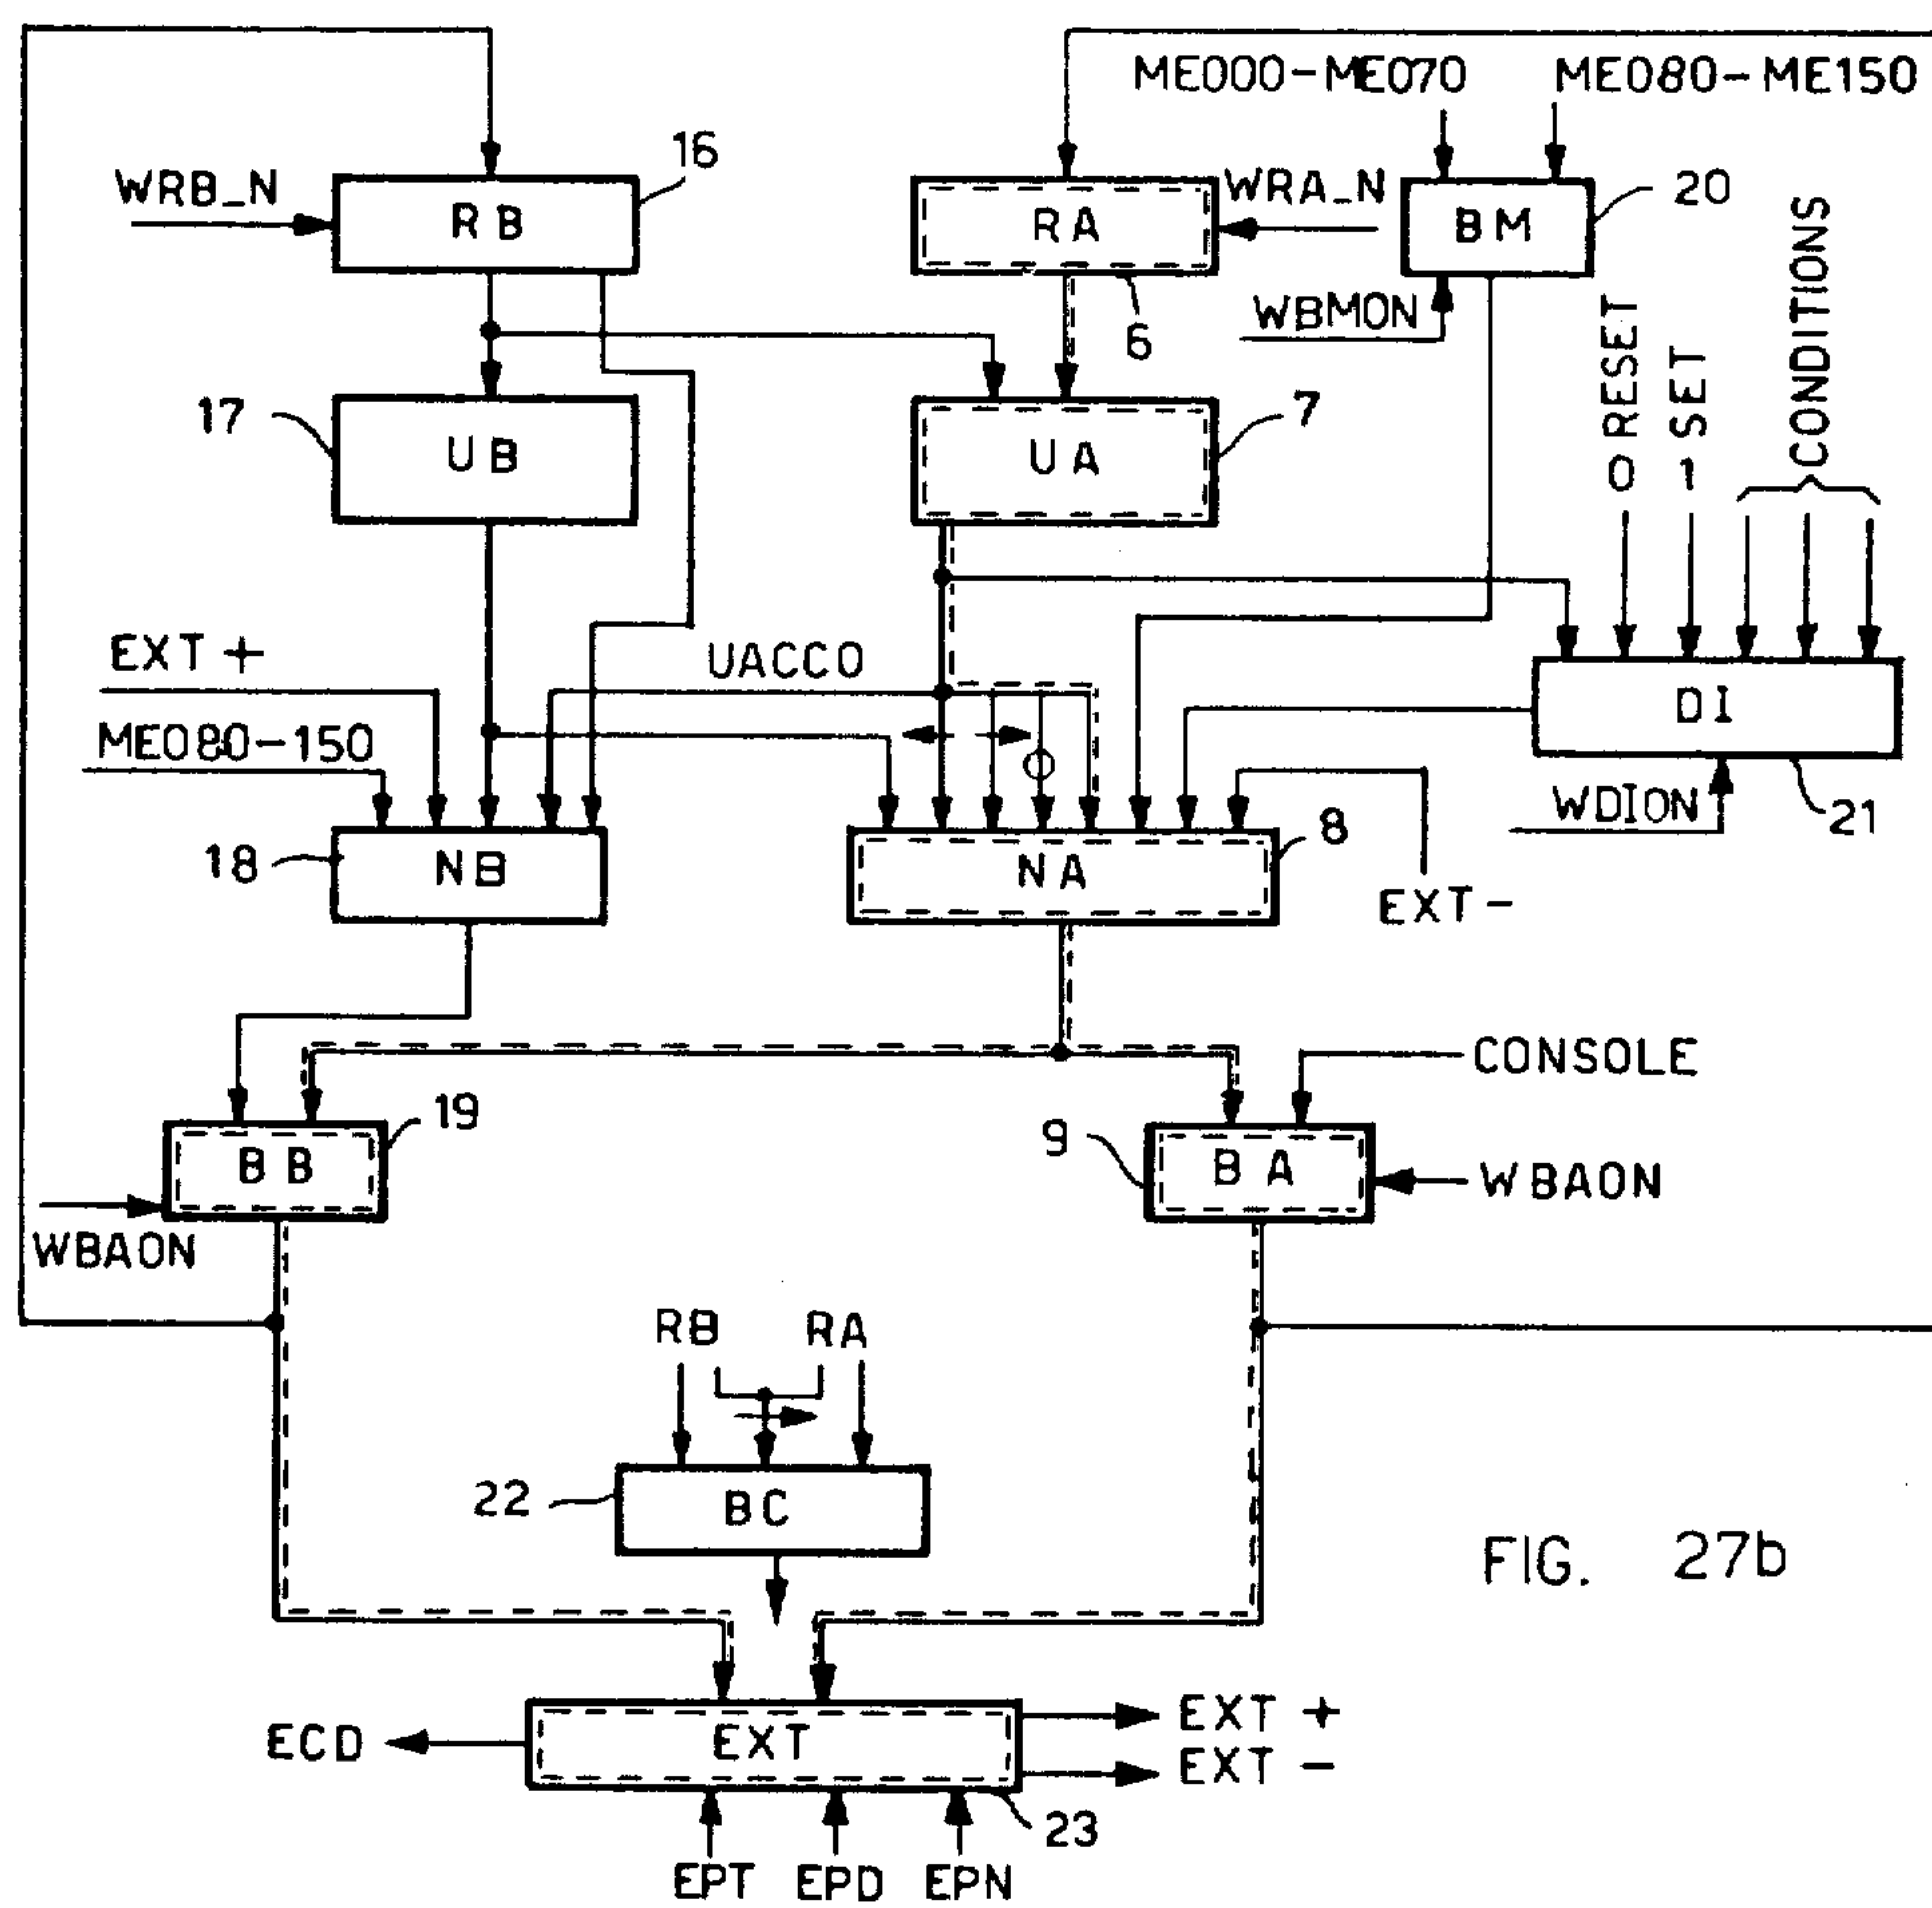 ME000-ME070
ME080-ME150
16
WRB_N
RB
RA
WRA_N
BM
20
WBMON
6
0 RESET
1 SET
CONDITIONS
17
UB
UA
7
EXT +
UACCO
ME080-150
DI
WDION
21
18
NB
NA
8
EXT -
CONSOLE
19
BB
9
BA
WBAON
WBAON
RB
RA
22
BC
FIG. 27b
ECD
EXT
EXT +
EXT -
23
EPT
EPD
EPN